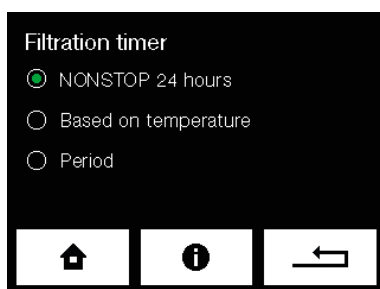 Filtration timer
NONSTOP 24 hours
Based on temperature
Period